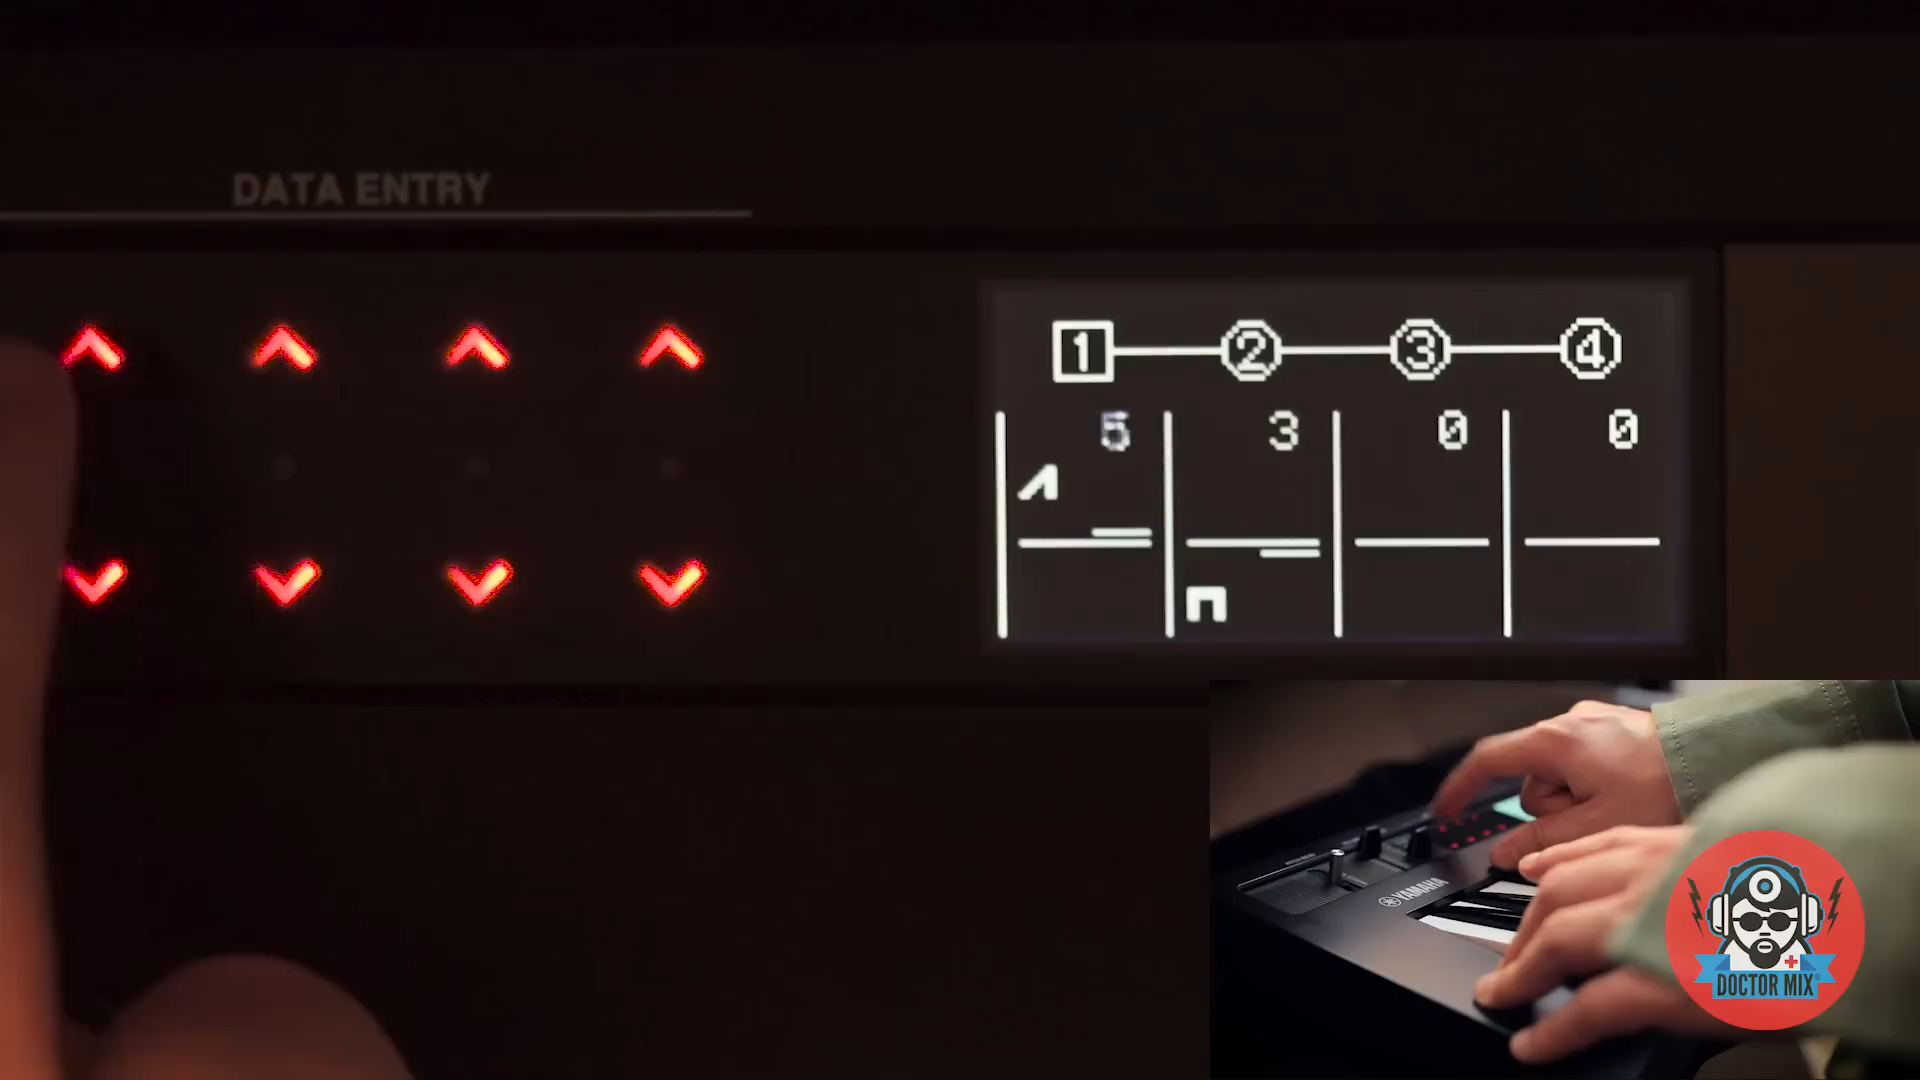 DATA ENTRY
1 2 3 4
5 3 0 0
YAMAHA
DOCTOR MIX